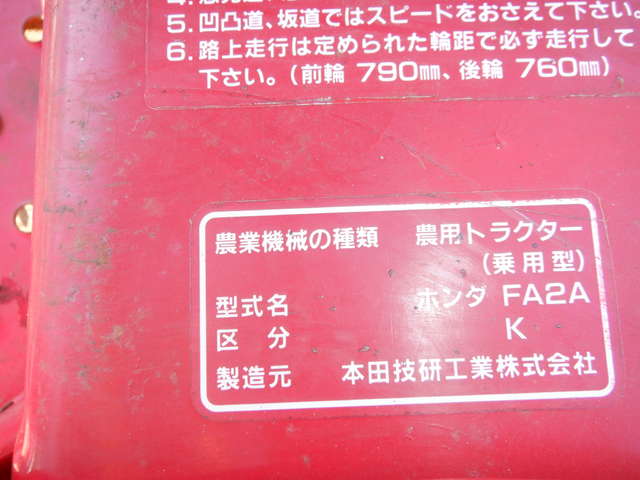 5. 凹凸道、坂道ではスピードをおさえて下さい。
6. 路上走行は定められた輪距で必ず走行して
下さい。(前輪 790㎜、後輪 760㎜)
農業機械の種類 農用トラクター
(乗用型)
型式名 ホンダ FA2A
区分 K
製造元 本田技研工業株式会社